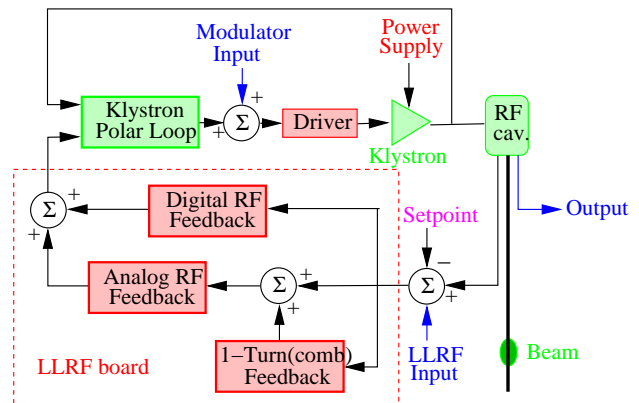 Modulator
Input
Power
Supply
Klystron
Polar Loop
+
+
Σ
Driver
Klystron
RF
cav.
+
+
Σ
Digital RF
Feedback
Setpoint
Output
Analog RF
Feedback
+
+
Σ
−
+
Σ
1−Turn(comb)
Feedback
LLRF board
LLRF
Input
Beam